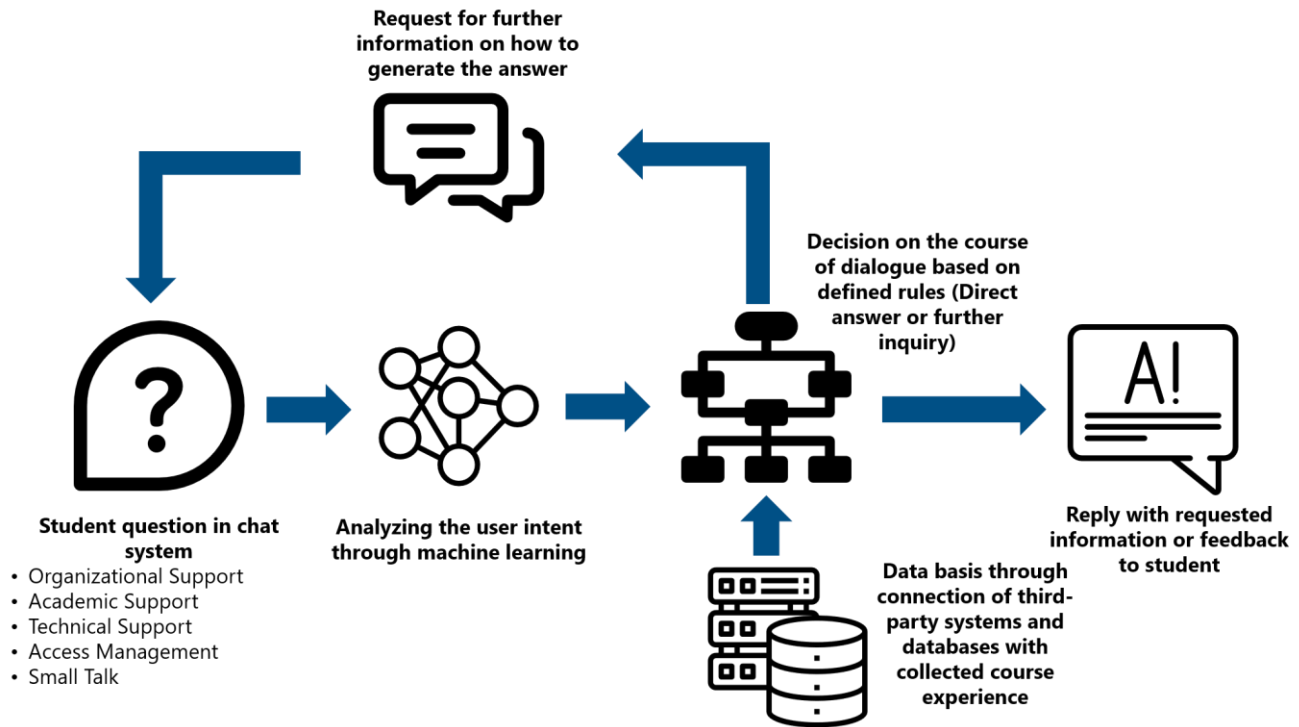 Request for further
information on how to
generate the answer
Decision on the course
of dialogue based on
defined rules (Direct
answer or further
inquiry)
?
A!
Student question in chat
system
• Organizational Support
• Academic Support
• Technical Support
• Access Management
• Small Talk
Analyzing the user intent
through machine learning
Data basis through
connection of third-
party systems and
databases with
collected course
experience
Reply with requested
information or feedback
to student